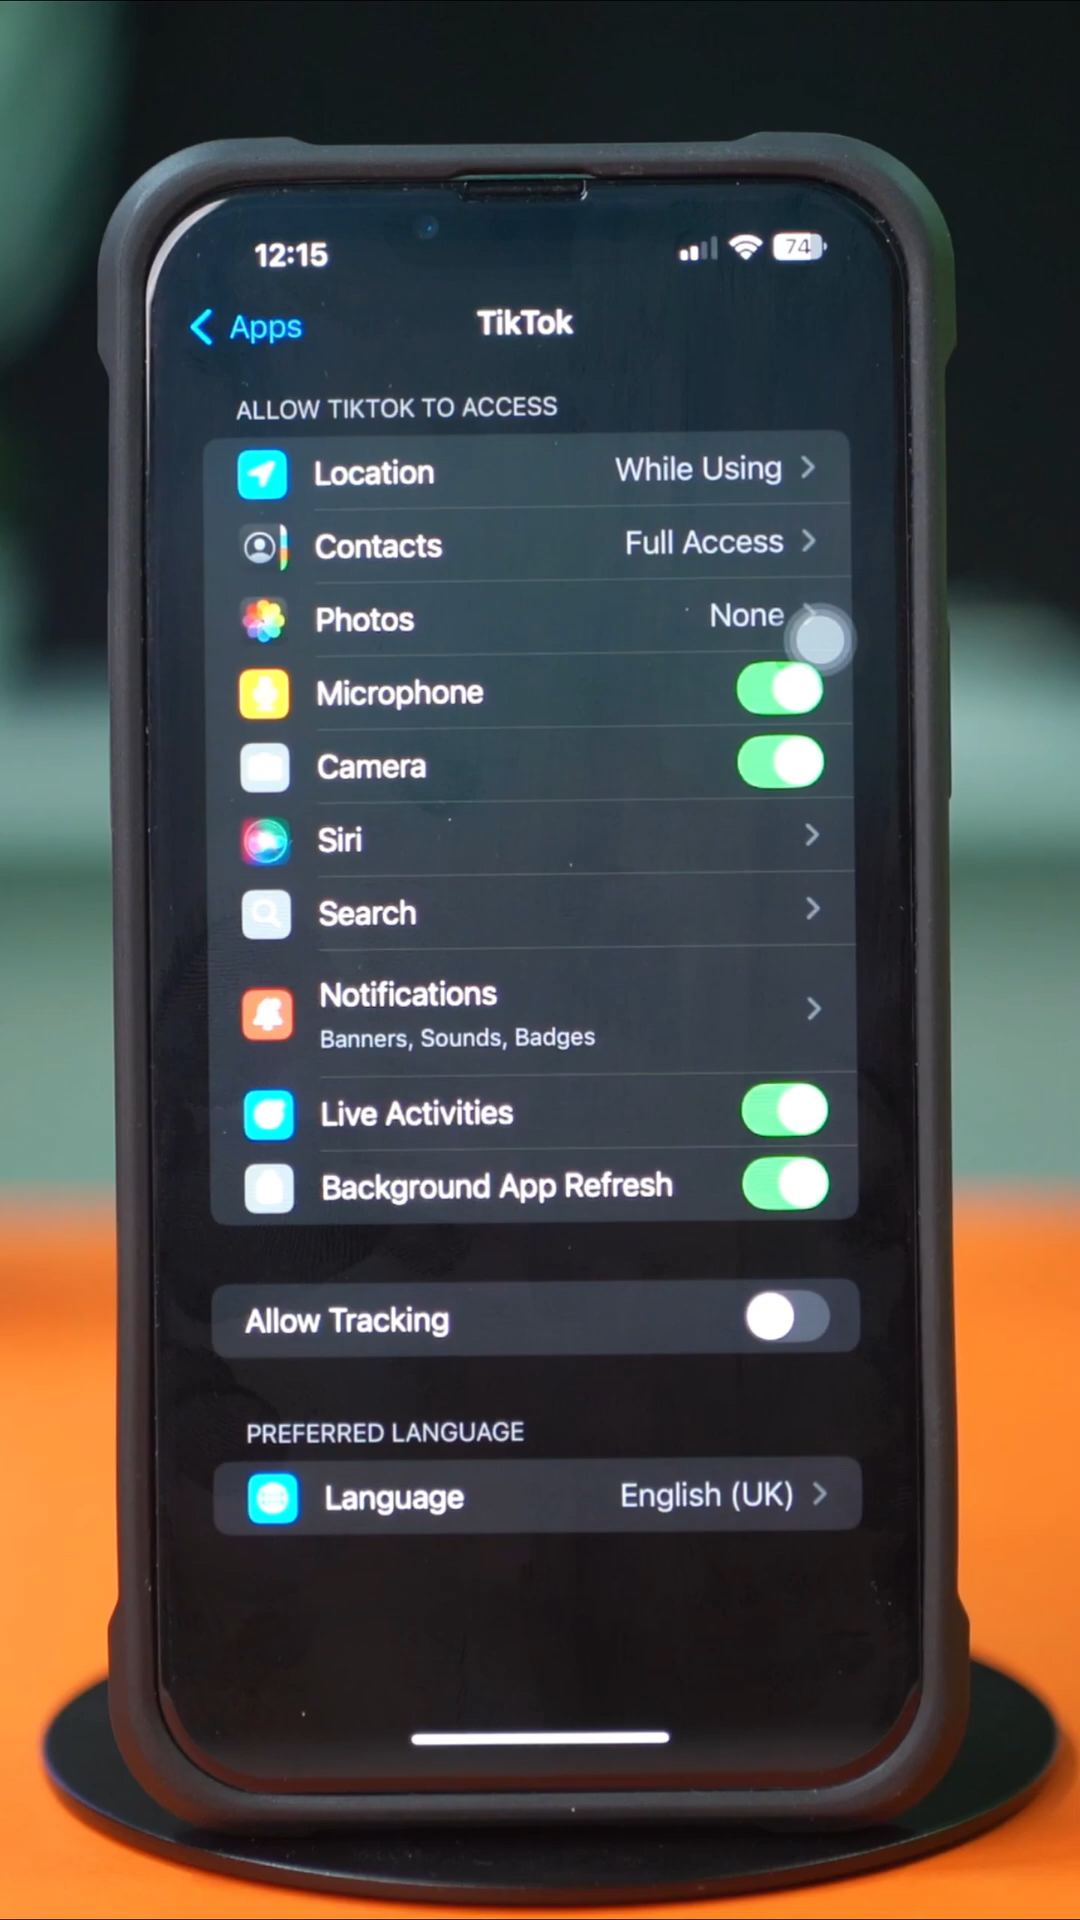 12:15
74
Apps
TikTok
ALLOW TIKTOK TO ACCESS
Location While Using
Contacts Full Access
Photos None
Microphone
Camera
Siri
Search
Notifications
Banners, Sounds, Badges
Live Activities
Background App Refresh
Allow Tracking
PREFERRED LANGUAGE
Language English (UK)